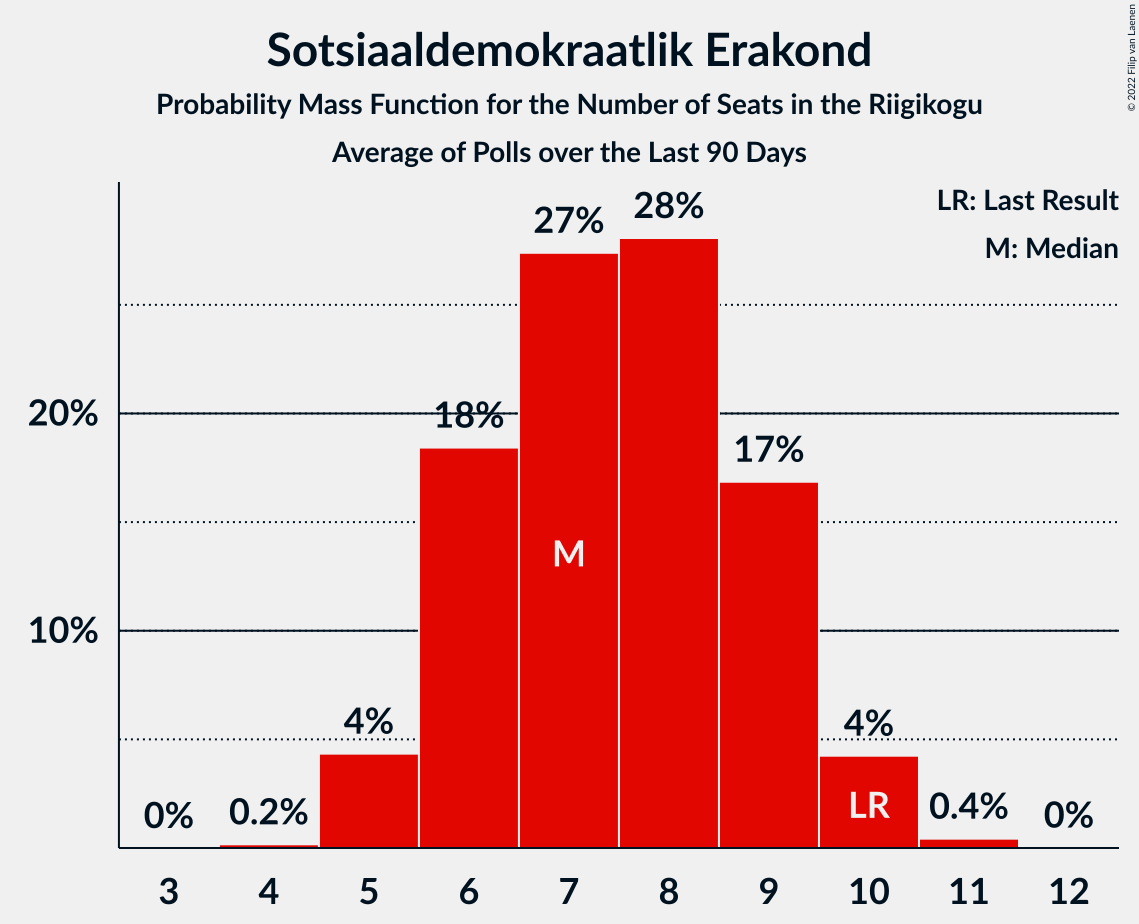 Sotsiaaldemokraatlik Erakond
Probability Mass Function for the Number of Seats in the Riigikogu
Average of Polls over the Last 90 Days
© 2022 Filip van Laenen
LR: Last Result
M: Median
28%
27%
20%
18%
17%
M
10%
4%
4%
LR
0%
0.2%
0.4%
0%
3 4 5 6 7 8 9 10 11 12